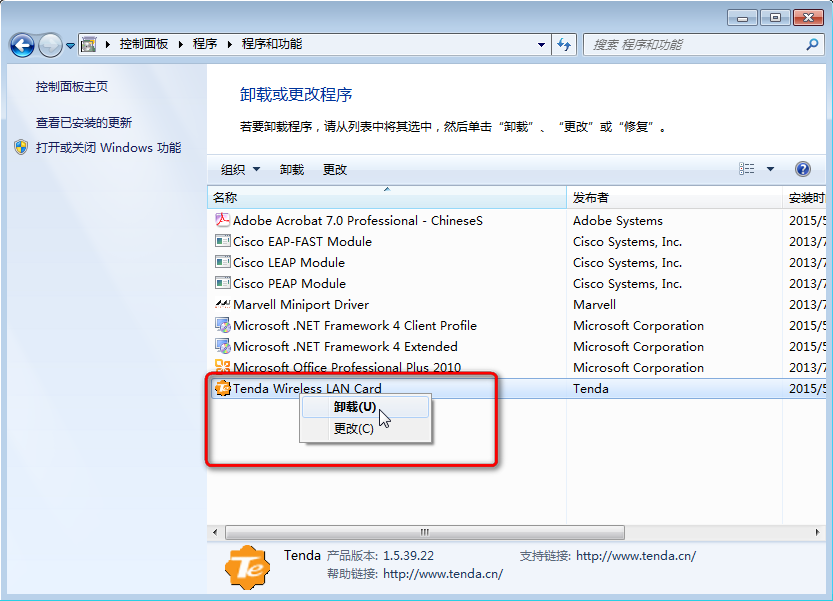 控制面板 程序 程序和功能 搜索 程序和功能
控制面板主页
查看已安装的更新
打开或关闭 Windows 功能
卸载或更改程序
若要卸载程序，请从列表中将其选中，然后单击“卸载”、“更改”或“修复”。
组织 卸载 更改
名称 发布者 安装时
Adobe Acrobat 7.0 Professional - ChineseS Adobe Systems 2015/5
Cisco EAP-FAST Module Cisco Systems, Inc. 2013/7
Cisco LEAP Module Cisco Systems, Inc. 2013/7
Cisco PEAP Module Cisco Systems, Inc. 2013/7
Marvell Miniport Driver Marvell 2013/7
Microsoft .NET Framework 4 Client Profile Microsoft Corporation 2015/5
Microsoft .NET Framework 4 Extended Microsoft Corporation 2015/5
Microsoft Office Professional Plus 2010 Microsoft Corporation 2013/7
Tenda Wireless LAN Card Tenda 2015/5
卸载(U)
更改(C)
Tenda 产品版本: 1.5.39.22 支持链接: http://www.tenda.cn/
帮助链接: http://www.tenda.cn/